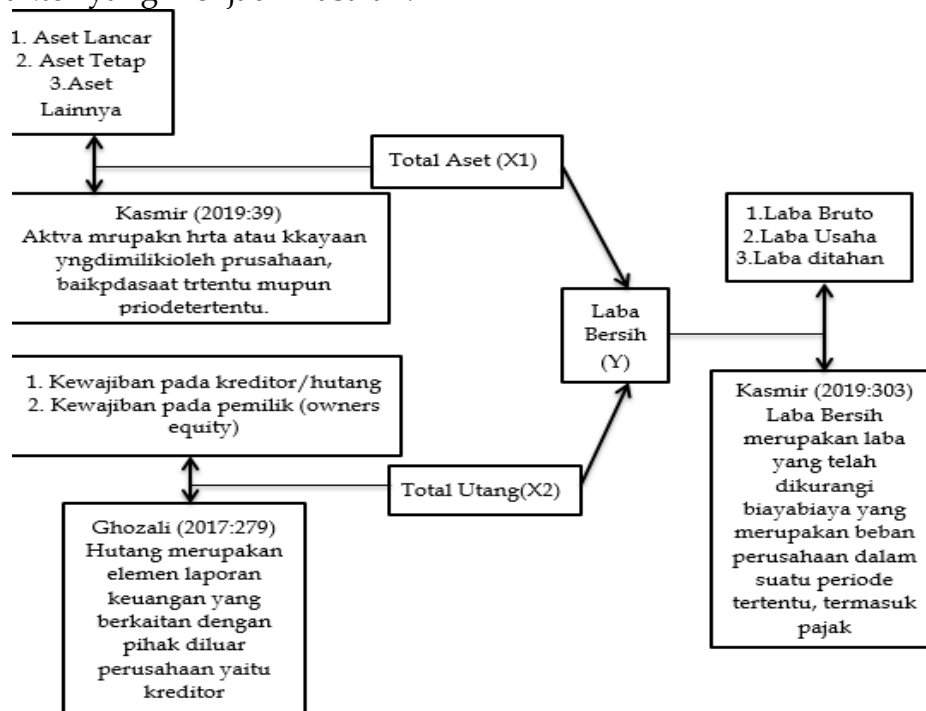 1. Aset Lancar
2. Aset Tetap
3.Aset
Lainnya
Total Aset (X1)
Kasmir (2019:39)
Aktva mrupakn hrta atau kkayaan
yngdimilikioleh prusahaan,
baikpdasaat trtentu mupun
priodetertentu.
1.Laba Bruto
2.Laba Usaha
3.Laba ditahan
Laba
Bersih
(Y)
1. Kewajiban pada kreditor/hutang
2. Kewajiban pada pemilik (owners
equity)
Kasmir (2019:303)
Laba Bersih
merupakan laba
yang telah
dikurangi
biayabiaya yang
merupakan beban
perusahaan dalam
suatu periode
tertentu, termasuk
pajak
Total Utang(X2)
Ghozali (2017:279)
Hutang merupakan
elemen laporan
keuangan yang
berkaitan dengan
pihak diluar
perusahaan yaitu
kreditor